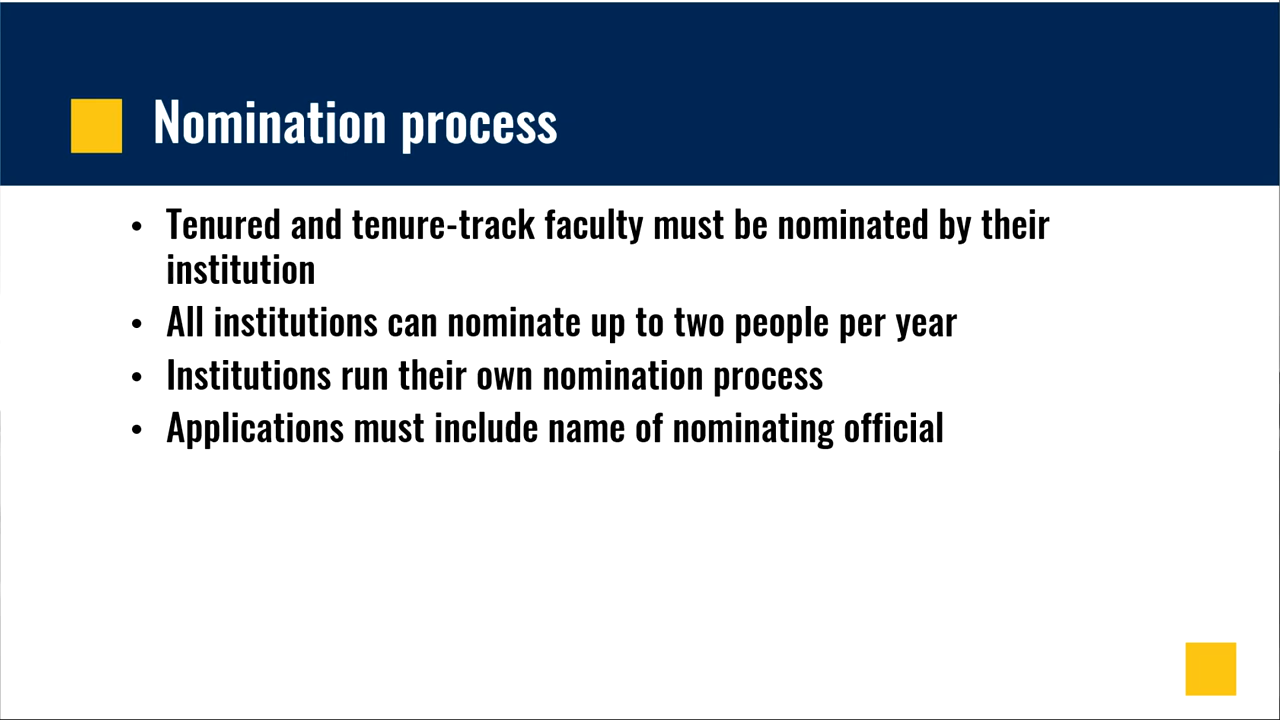 Nomination process
• Tenured and tenure-track faculty must be nominated by their
institution
• All institutions can nominate up to two people per year
• Institutions run their own nomination process
• Applications must include name of nominating official